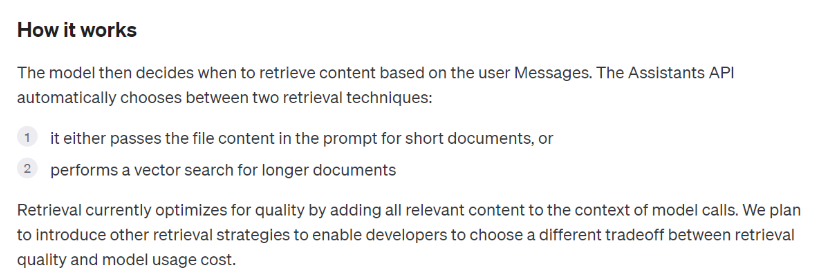 How it works
The model then decides when to retrieve content based on the user Messages. The Assistants API
automatically chooses between two retrieval techniques:
1 it either passes the file content in the prompt for short documents, or
2 performs a vector search for longer documents
Retrieval currently optimizes for quality by adding all relevant content to the context of model calls. We plan
to introduce other retrieval strategies to enable developers to choose a different tradeoff between retrieval
quality and model usage cost.